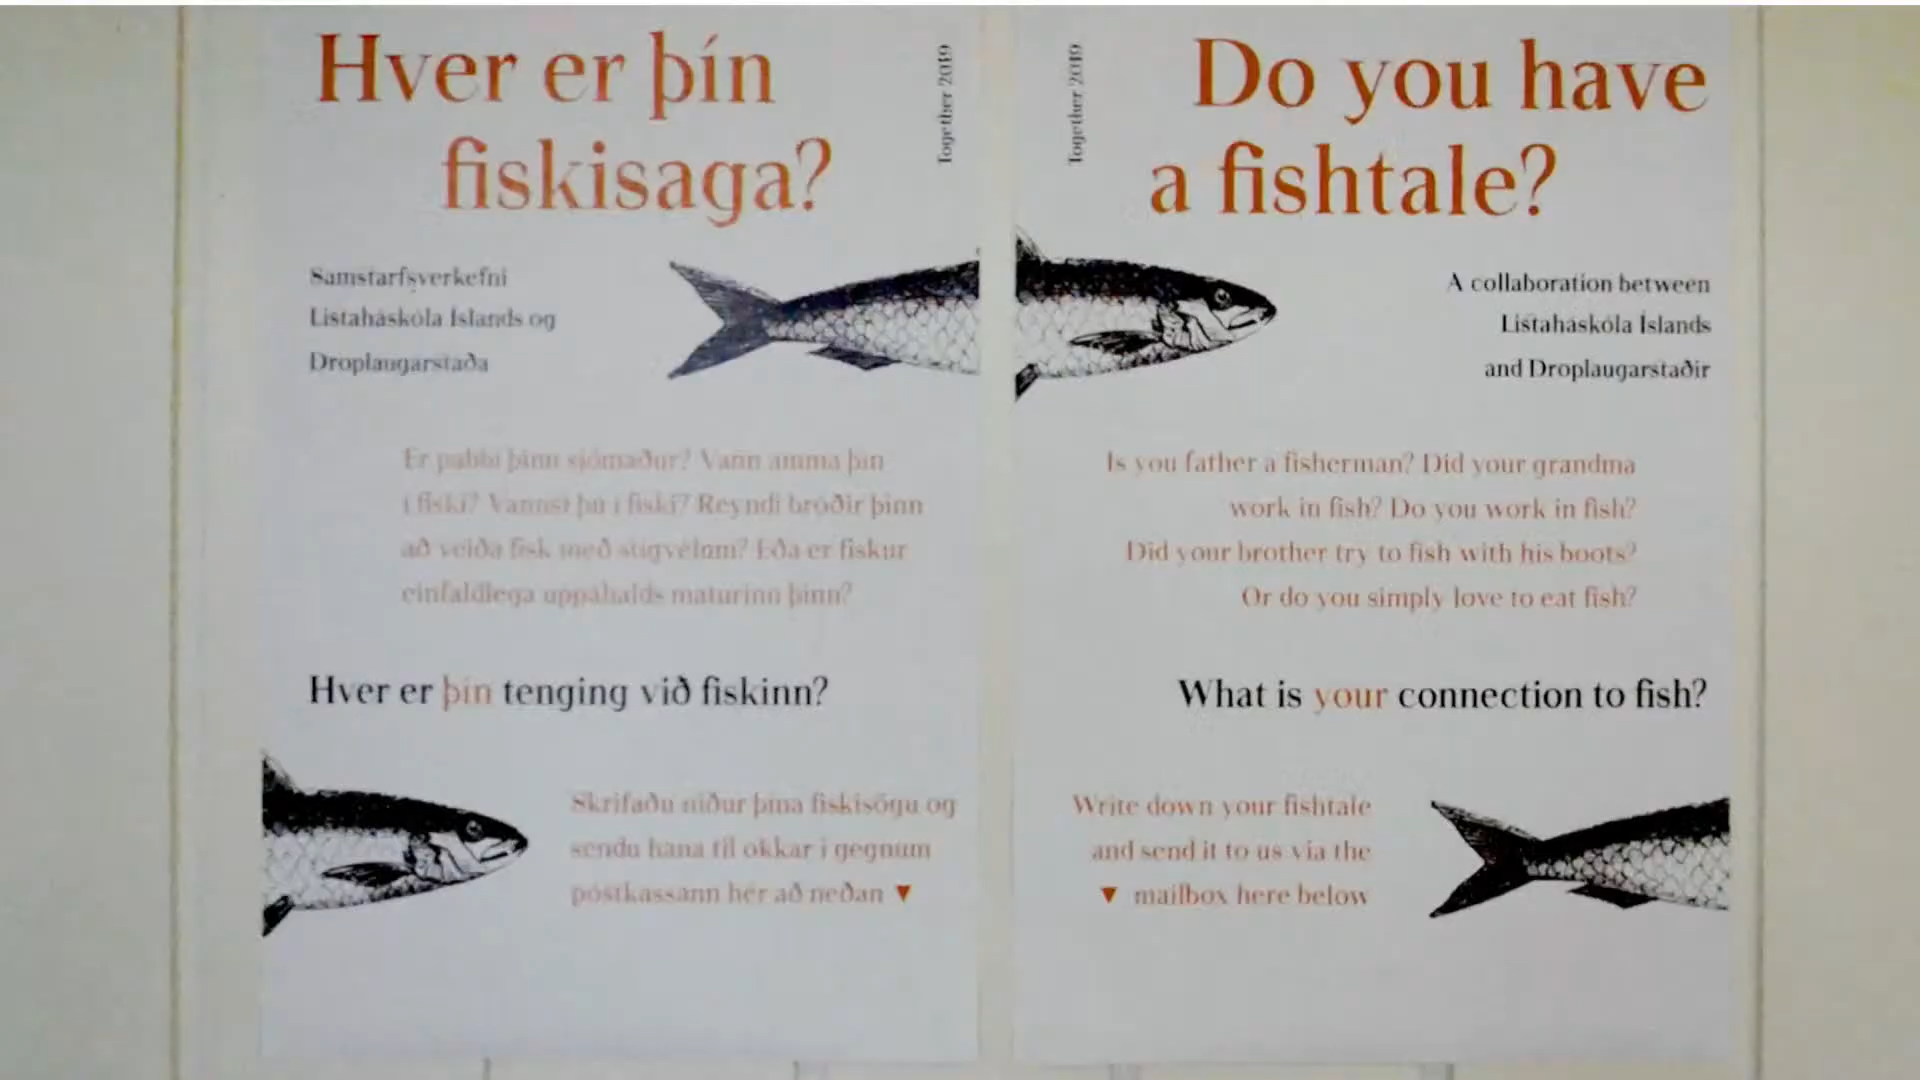 Hver er þín
fiskisaga?
Together 2019
Samstarfsverkefni
Listaháskóla Íslands og
Droplaugarstaða
Er pabbi þinn sjómaður? Vann amma þín
í fiski? Vannst þú í fiski? Reyndi bróðir þinn
að veiða fisk með stígvélum? Eða er fiskur
einfaldlega uppáhalds maturinn þinn?
Hver er þín tenging við fiskinn?
Skrifaðu niður þína fiskisögu og
sendu hana til okkar í gegnum
póstkassann hér að neðan ▼
Together 2019
Do you have
a fishtale?
A collaboration between
Listaháskóla Íslands
and Droplaugarstaðir
Is you father a fisherman? Did your grandma
work in fish? Do you work in fish?
Did your brother try to fish with his boots?
Or do you simply love to eat fish?
What is your connection to fish?
Write down your fishtale
and send it to us via the
▼ mailbox here below